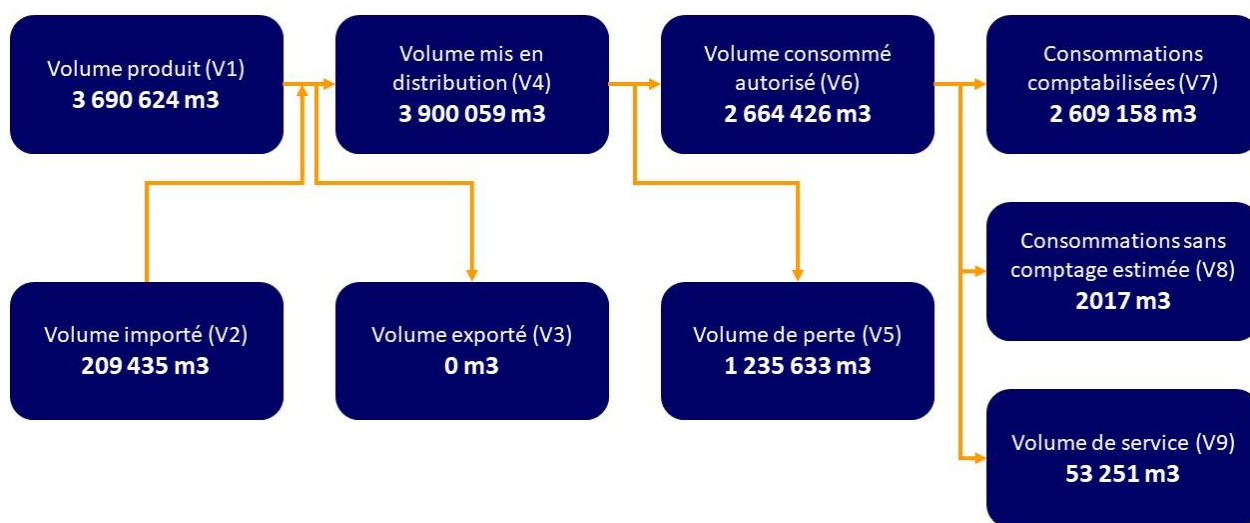 Volume produit (V1)
3 690 624 m3
Volume mis en
distribution (V4)
3 900 059 m3
Volume consommé
autorisé (V6)
2 664 426 m3
Consommations
comptabilisées (V7)
2 609 158 m3
Consommations sans
comptage estimée (V8)
2017 m3
Volume importé (V2)
209 435 m3
Volume exporté (V3)
0 m3
Volume de perte (V5)
1 235 633 m3
Volume de service (V9)
53 251 m3